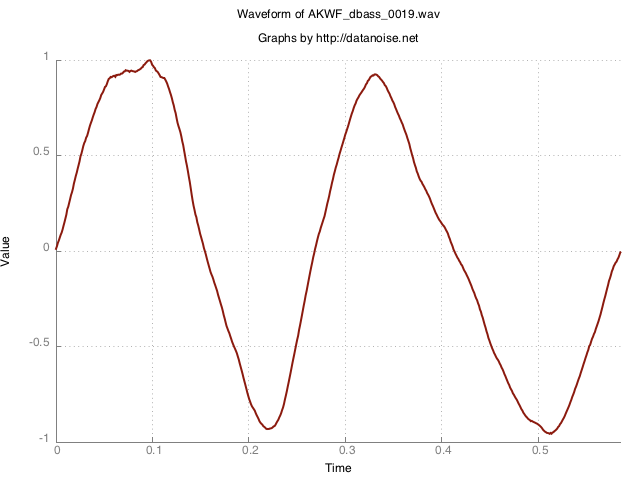 Waveform of AKWF_dbass_0019.wav
Graphs by http://datanoise.net
1
0.5
0
-0.5
-1
Value
0 0.1 0.2 0.3 0.4 0.5
Time